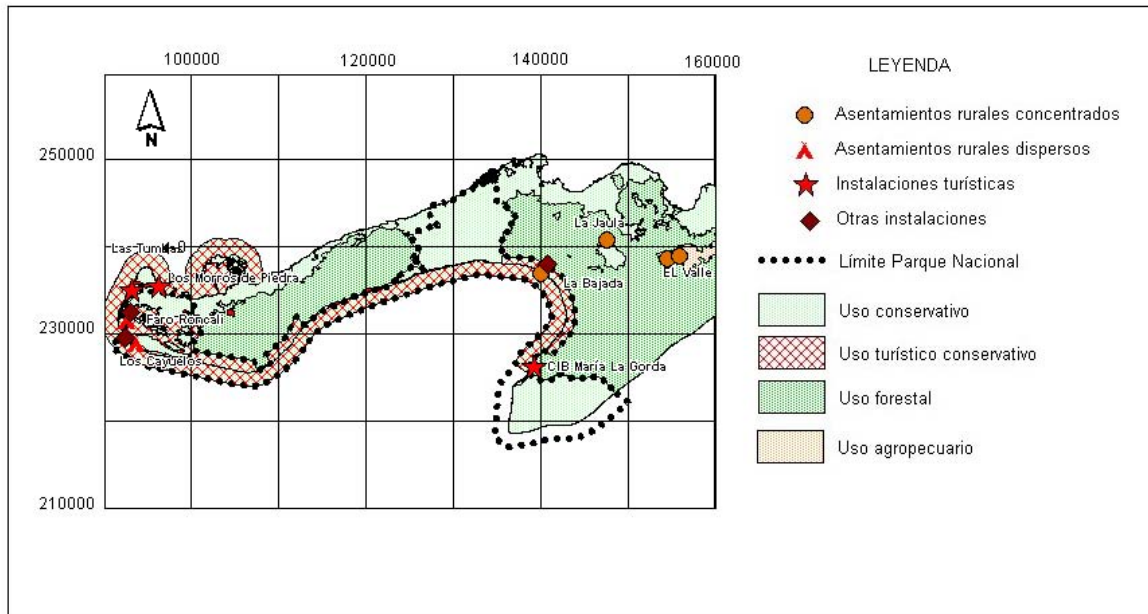 100000
120000
140000
160000
LEYENDA
N
Asentamientos rurales concentrados
Asentamientos rurales dispersos
250000
Instalaciones turísticas
Otras instalaciones
La Jaula
Las Tumbas
Límite Parque Nacional
EL Valle
Los Morros de Piedra
La Bajada
Uso conservativo
Faro Roncali
230000
Uso turístico conservativo
Los Cayuelos
CIB María La Gorda
Uso forestal
Uso agropecuario
210000